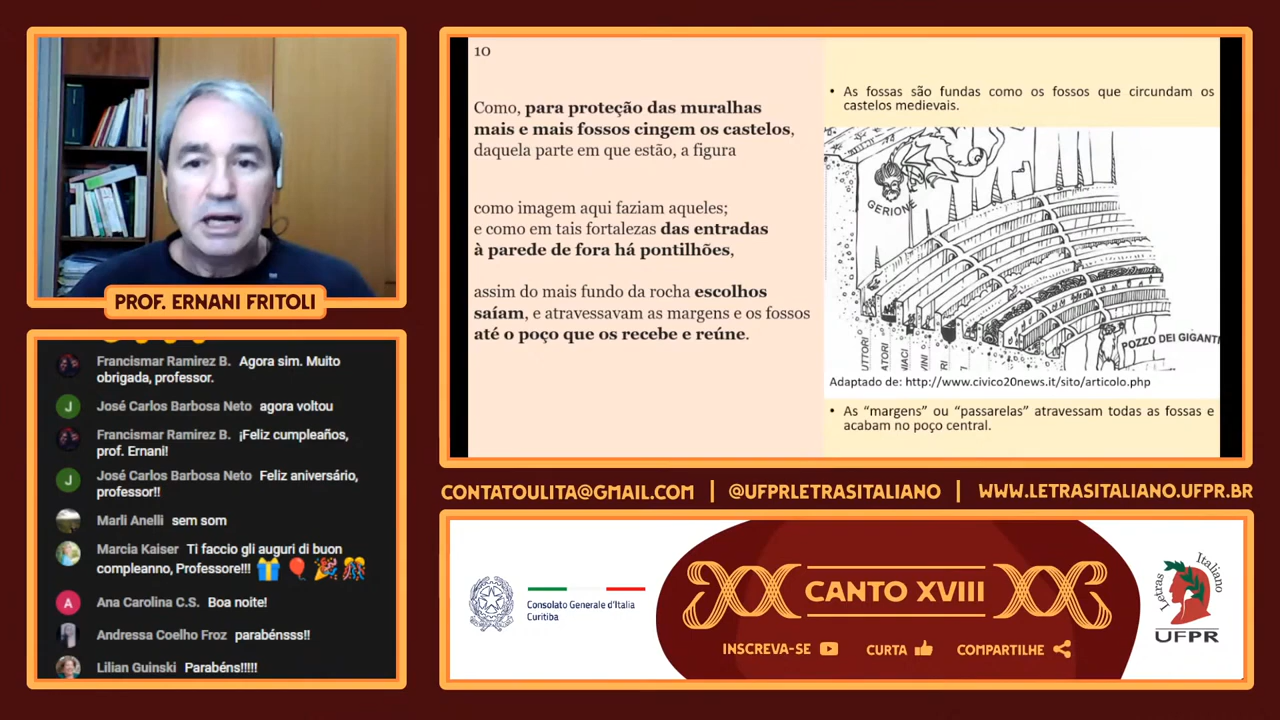 PROF. ERNANI FRITOLI
Francismar Ramirez B. Agora sim. Muito
obrigada, professor.
J José Carlos Barbosa Neto agora voltou
Francismar Ramirez B. ¡Feliz cumpleaños,
prof. Ernani!
J José Carlos Barbosa Neto Feliz aniversário,
professor!!
Marli Anelli sem som
Marcia Kaiser Ti faccio gli auguri di buon
compleanno, Professore!!! 🎁 🎈 🎉 🎊
A Ana Carolina C.S. Boa noite!
Andressa Coelho Froz parabénsss!!
Lilian Guinski Parabéns!!!!!
10
Como, para proteção das muralhas
mais e mais fossos cingem os castelos,
daquela parte em que estão, a figura
como imagem aqui faziam aqueles;
e como em tais fortalezas das entradas
à parede de fora há pontilhões,
assim do mais fundo da rocha escolhos
saíam, e atravessavam as margens e os fossos
até o poço que os recebe e reúne.
• As fossas são fundas como os fossos que circundam os
castelos medievais.
GERIONE
UTTORI
ATORI
NIACI
VINI
RI
POZZO DEI GIGANTI
Adaptado de: http://www.civico20news.it/sito/articolo.php
• As “margens” ou “passarelas” atravessam todas as fossas e
acabam no poço central.
CONTATOULITA@GMAIL.COM | @UFPRLETRASITALIANO | WWW.LETRASITALIANO.UFPR.BR
Consolato Generale d'Italia
Curitiba
CANTO XVIII
INSCREVA-SE CURTA COMPARTILHE
Letras Italiano
UFPR